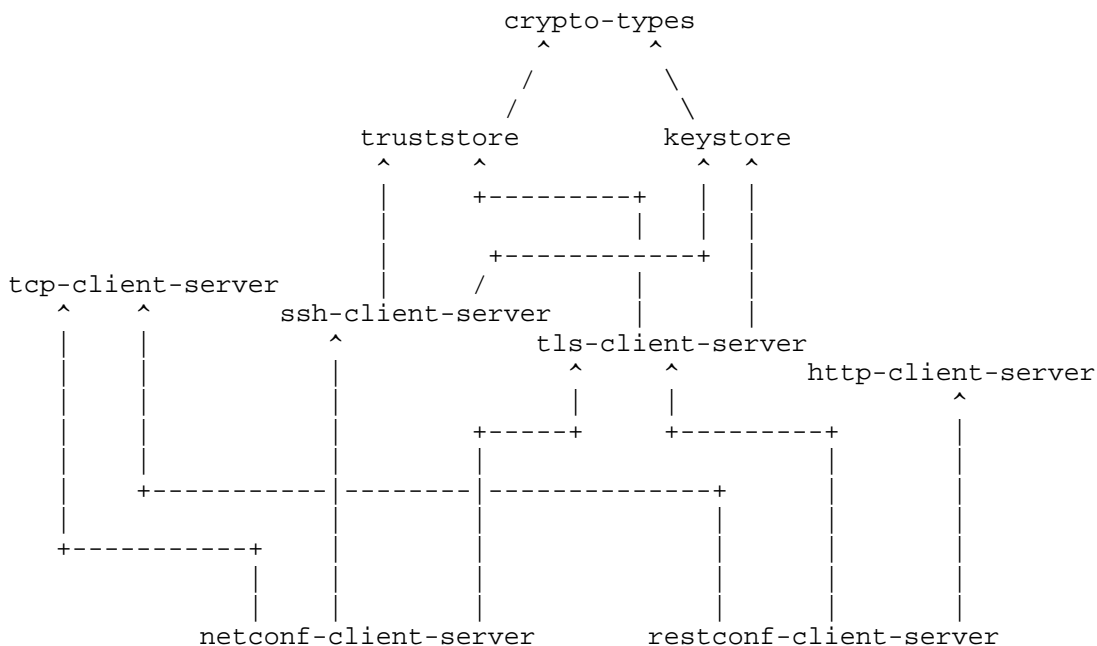 crypto-types
truststore keystore
tcp-client-server
ssh-client-server
tls-client-server
http-client-server
netconf-client-server restconf-client-server